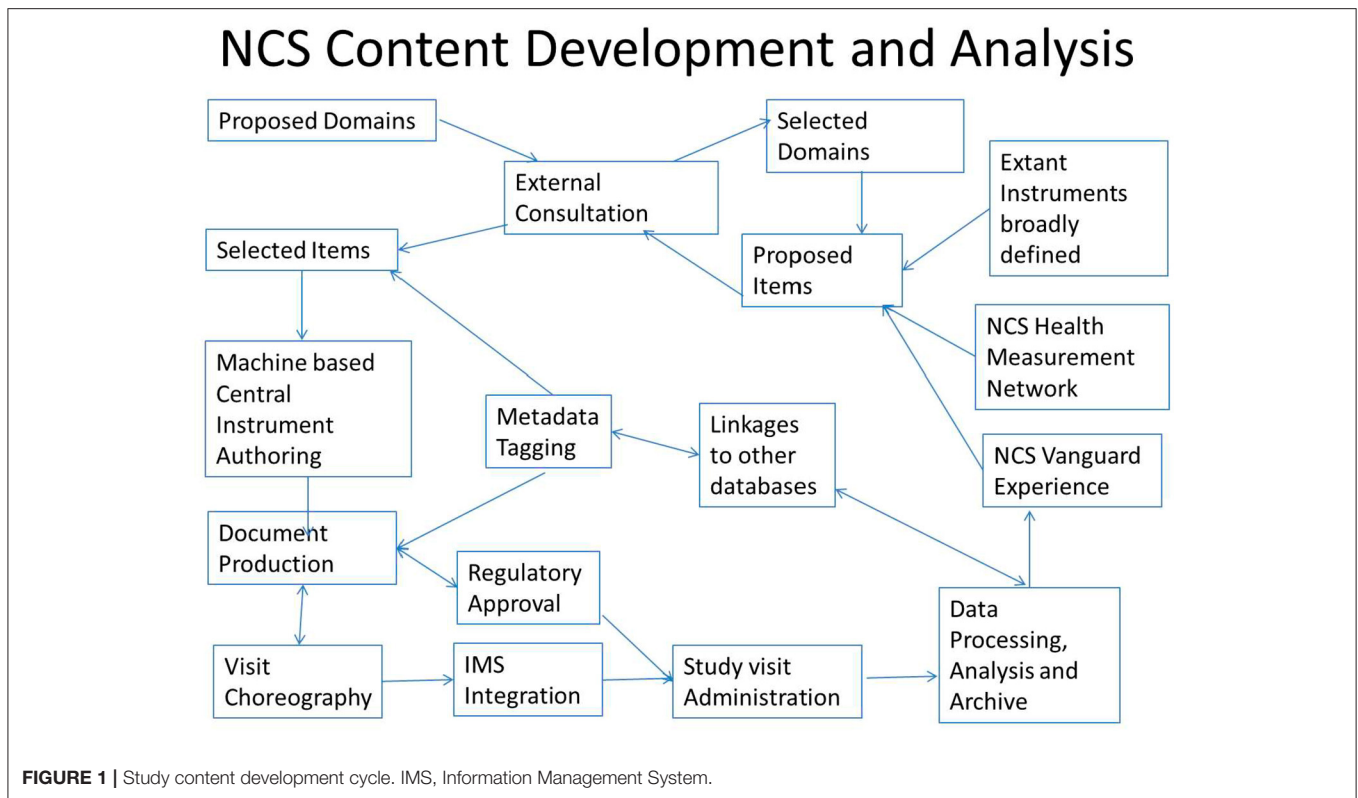 NCS Content Development and Analysis
Proposed Domains
Selected
Domains
External
Consultation
Extant
Instruments
broadly
defined
Selected Items
Proposed
Items
NCS Health
Measurement
Network
Machine based
Central
Instrument
Authoring
Metadata
Tagging
Linkages
to other
databases
NCS Vanguard
Experience
Document
Production
Regulatory
Approval
Data
Processing,
Analysis and
Archive
Visit
Choreography
IMS
Integration
Study visit
Administration
FIGURE 1 | Study content development cycle. IMS, Information Management System.